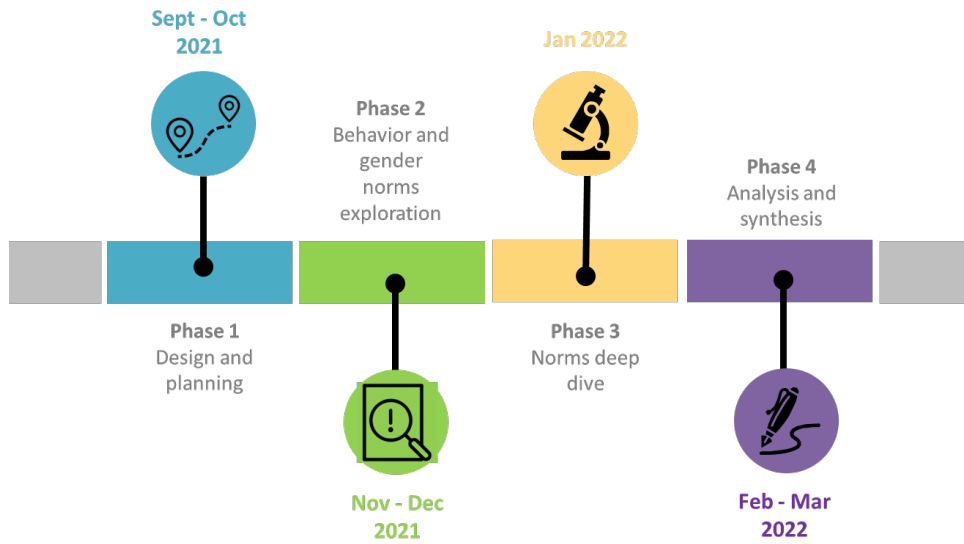 Sept - Oct
2021
Phase 1
Design and
planning
Phase 2
Behavior and
gender
norms
exploration
Nov - Dec
2021
Jan 2022
Phase 3
Norms deep
dive
Phase 4
Analysis and
synthesis
Feb - Mar
2022